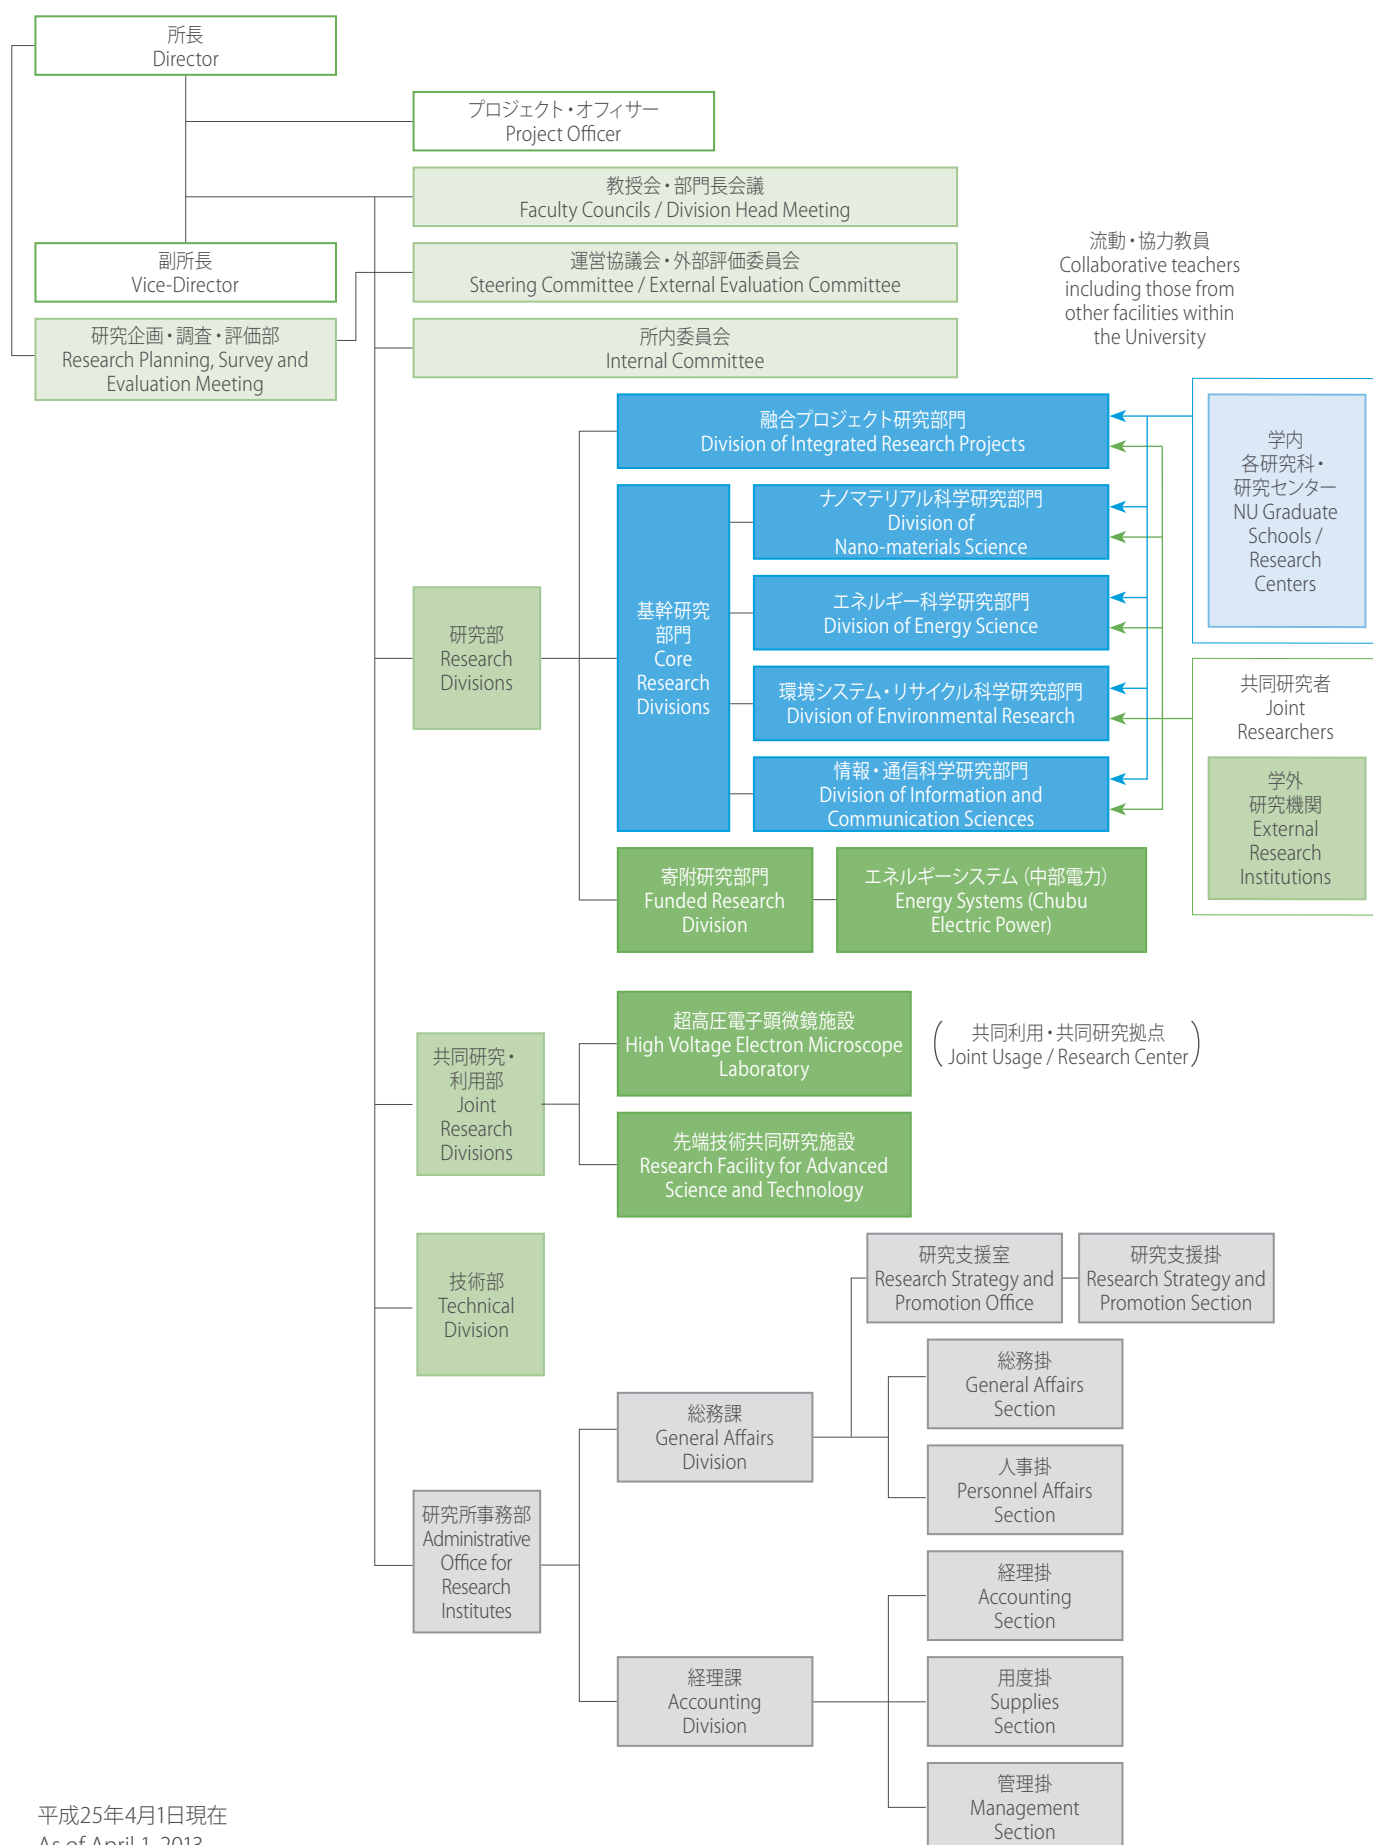 所長
Director
プロジェクト・オフィサー
Project Officer
教授会・部門長会議
Faculty Councils / Division Head Meeting
副所長
Vice-Director
運営協議会・外部評価委員会
Steering Committee / External Evaluation Committee
流動・協力教員
Collaborative teachers
including those from
other facilities within
the University
研究企画・調査・評価部
Research Planning, Survey and
Evaluation Meeting
所内委員会
Internal Committee
融合プロジェクト研究部門
Division of Integrated Research Projects
学内
各研究科・
研究センター
NU Graduate
Schools /
Research
Centers
ナノマテリアル科学研究部門
Division of
Nano-materials Science
研究部
Research
Divisions
基幹研究
部門
Core
Research
Divisions
エネルギー科学研究部門
Division of Energy Science
環境システム・リサイクル科学研究部門
Division of Environmental Research
共同研究者
Joint
Researchers
情報・通信科学研究部門
Division of Information and
Communication Sciences
学外
研究機関
External
Research
Institutions
寄附研究部門
Funded Research
Division
エネルギーシステム（中部電力）
Energy Systems (Chubu
Electric Power)
共同研究・
利用部
Joint
Research
Divisions
超高圧電子顕微鏡施設
High Voltage Electron Microscope
Laboratory
（共同利用・共同研究拠点
Joint Usage / Research Center）
先端技術共同研究施設
Research Facility for Advanced
Science and Technology
技術部
Technical
Division
研究支援室
Research Strategy and
Promotion Office
研究支援掛
Research Strategy and
Promotion Section
総務課
General Affairs
Division
総務掛
General Affairs
Section
人事掛
Personnel Affairs
Section
研究所事務部
Administrative
Office for
Research
Institutes
経理掛
Accounting
Section
経理課
Accounting
Division
用度掛
Supplies
Section
管理掛
Management
Section
平成25年4月1日現在
As of April 1, 2013